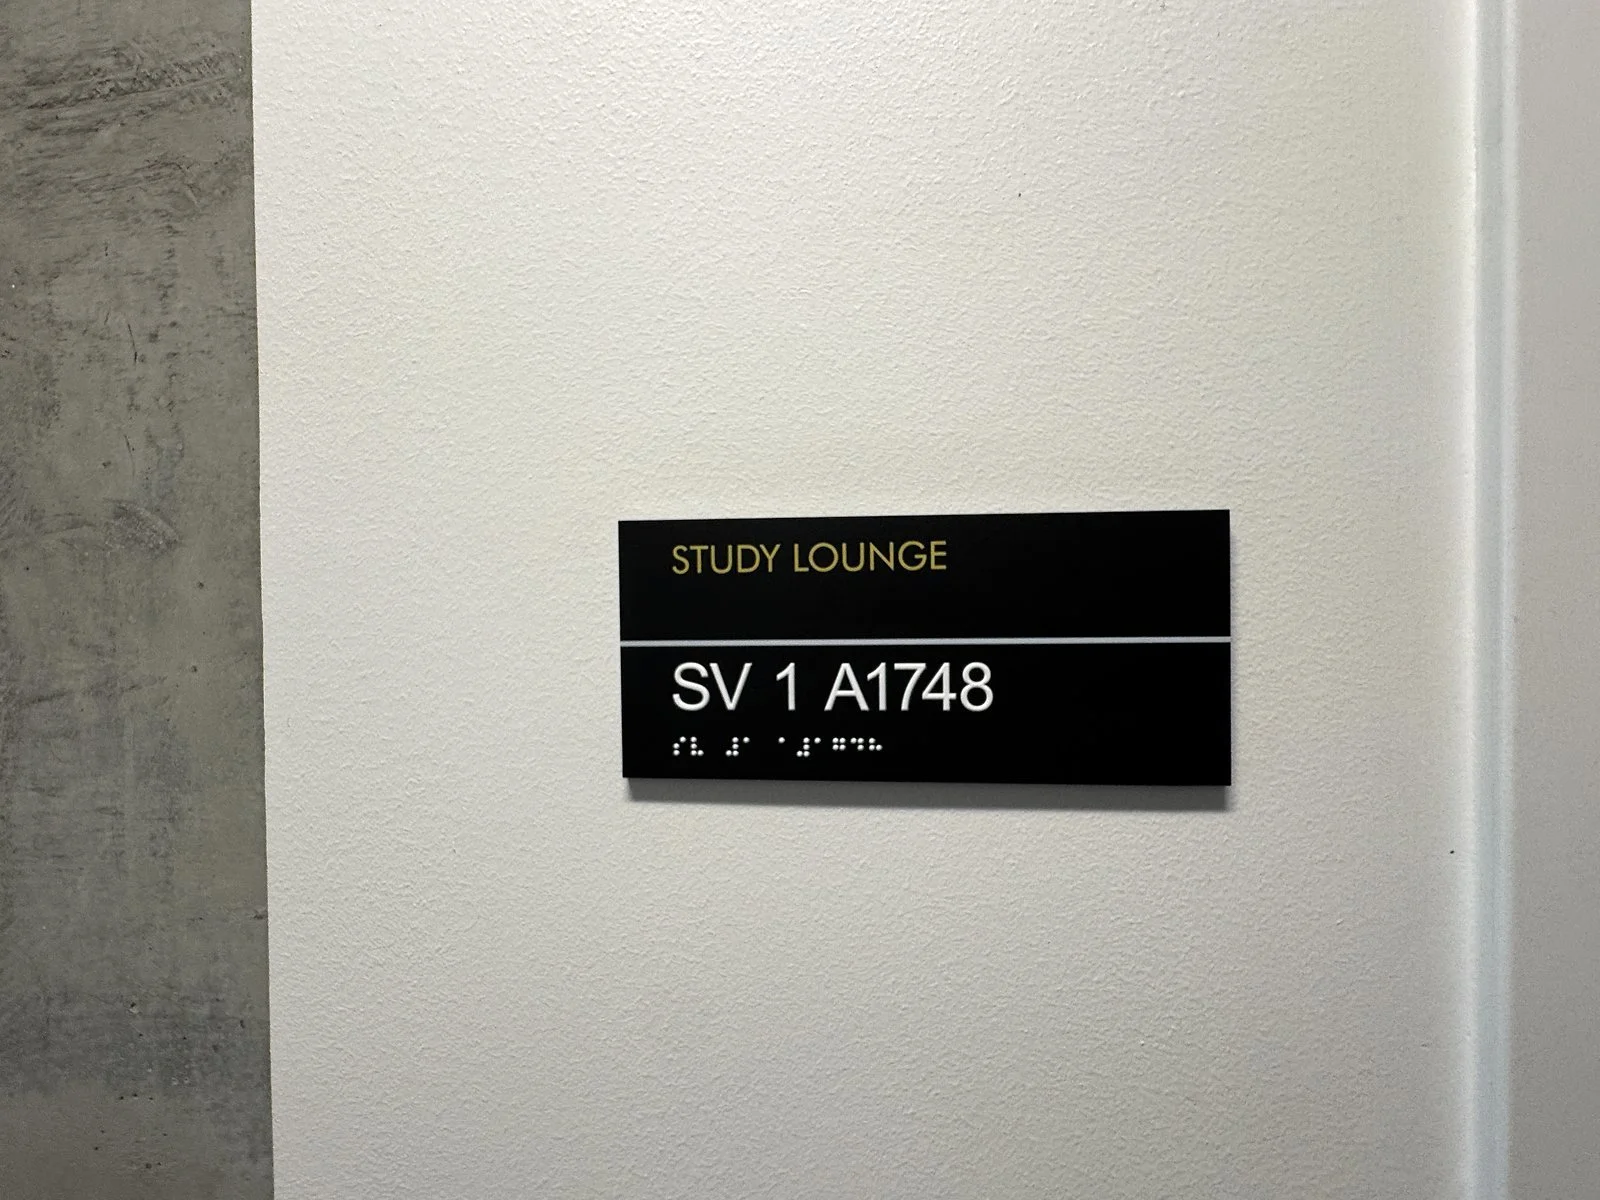 STUDY LOUNGE
SV 1 A1748
⠎⠧ ⠼⠁ ⠁⠼⠁⠛⠙⠓